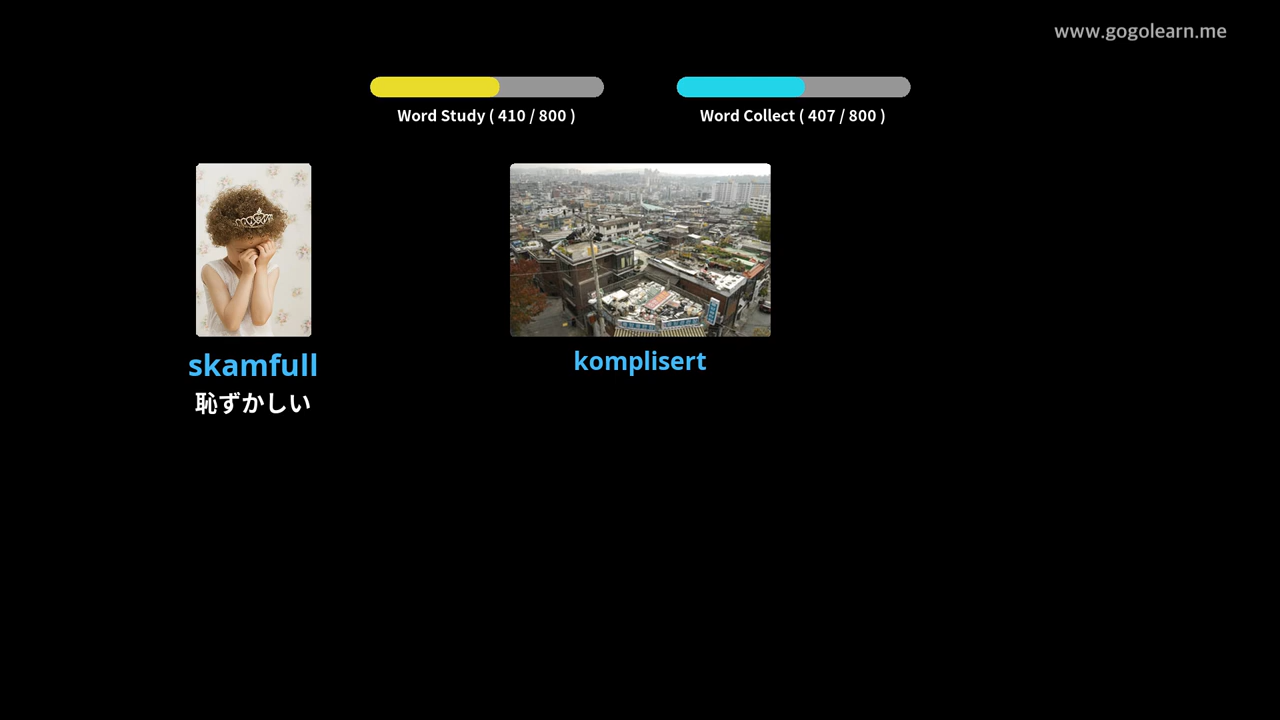 www.gogolearn.me
Word Study ( 410 / 800 )
Word Collect ( 407 / 800 )
skamfull
恥ずかしい
komplisert